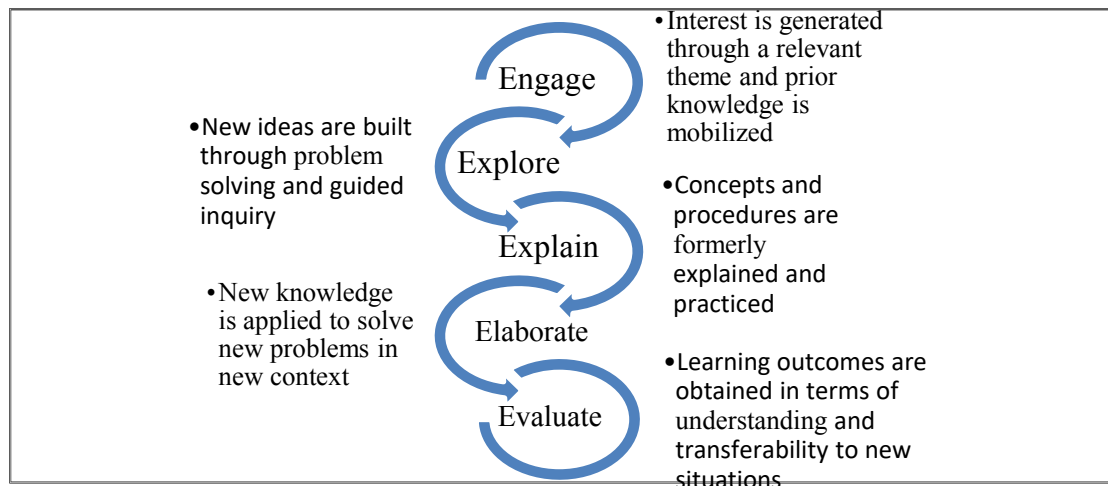 Engage
•Interest is generated
through a relevant
theme and prior
knowledge is
mobilized
•New ideas are built
through problem
solving and guided
inquiry
Explore
Explain
•Concepts and
procedures are
formerly
explained and
practiced
•New knowledge
is applied to solve
new problems in
new context
Elaborate
Evaluate
•Learning outcomes are
obtained in terms of
understanding and
transferability to new
situations